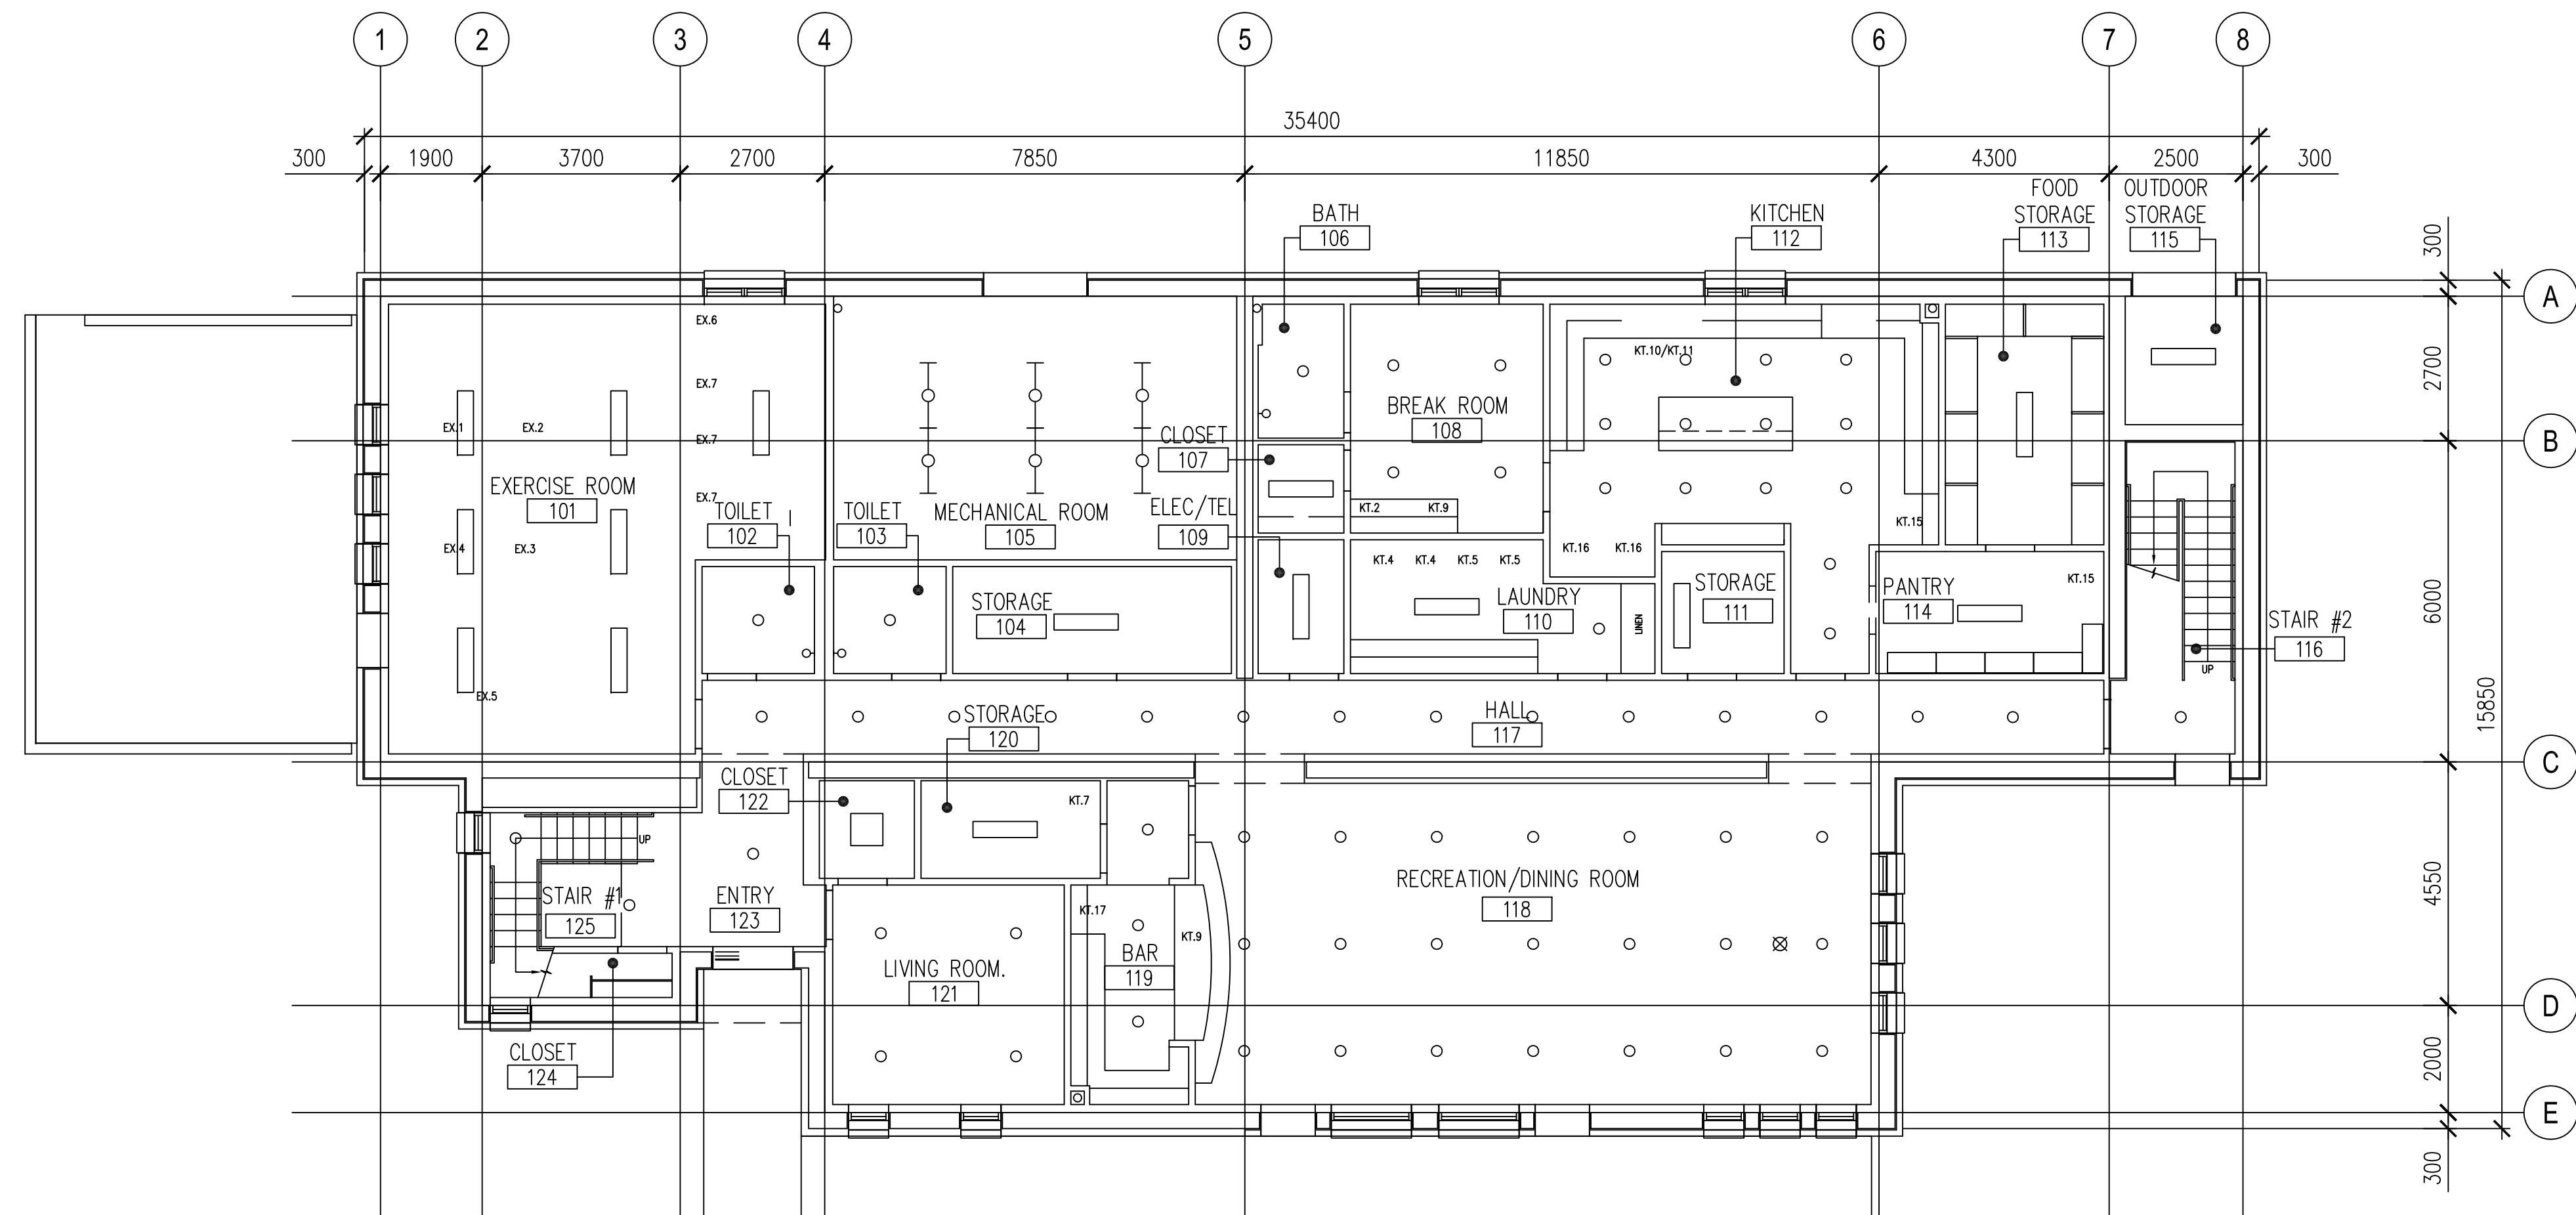 1 2 3 4 5 6 7 8
35400
300 1900 3700 2700 7850 11850 4300 2500 300
BATH
106
KITCHEN
112
FOOD
STORAGE
113
OUTDOOR
STORAGE
115
300
A
2700
B
6000
15850
C
4550
D
2000
E
300
EX.6
EX.7
EX.7
EX.7
EX.1
EX.2
EX.4
EX.3
EX.5
EXERCISE ROOM
101
TOILET
102
TOILET
103
MECHANICAL ROOM
105
STORAGE
104
CLOSET
107
ELEC/TEL
109
BREAK ROOM
108
KT.2
KT.9
KT.10/KT.11
KT.15
KT.16
KT.16
KT.4
KT.4
KT.5
KT.5
LAUNDRY
110
LINEN
STORAGE
111
PANTRY
114
KT.15
UP
STAIR #2
116
HALL
117
STORAGE
120
CLOSET
122
KT.7
UP
STAIR #1
125
ENTRY
123
CLOSET
124
LIVING ROOM.
121
KT.17
BAR
119
KT.9
RECREATION/DINING ROOM
118